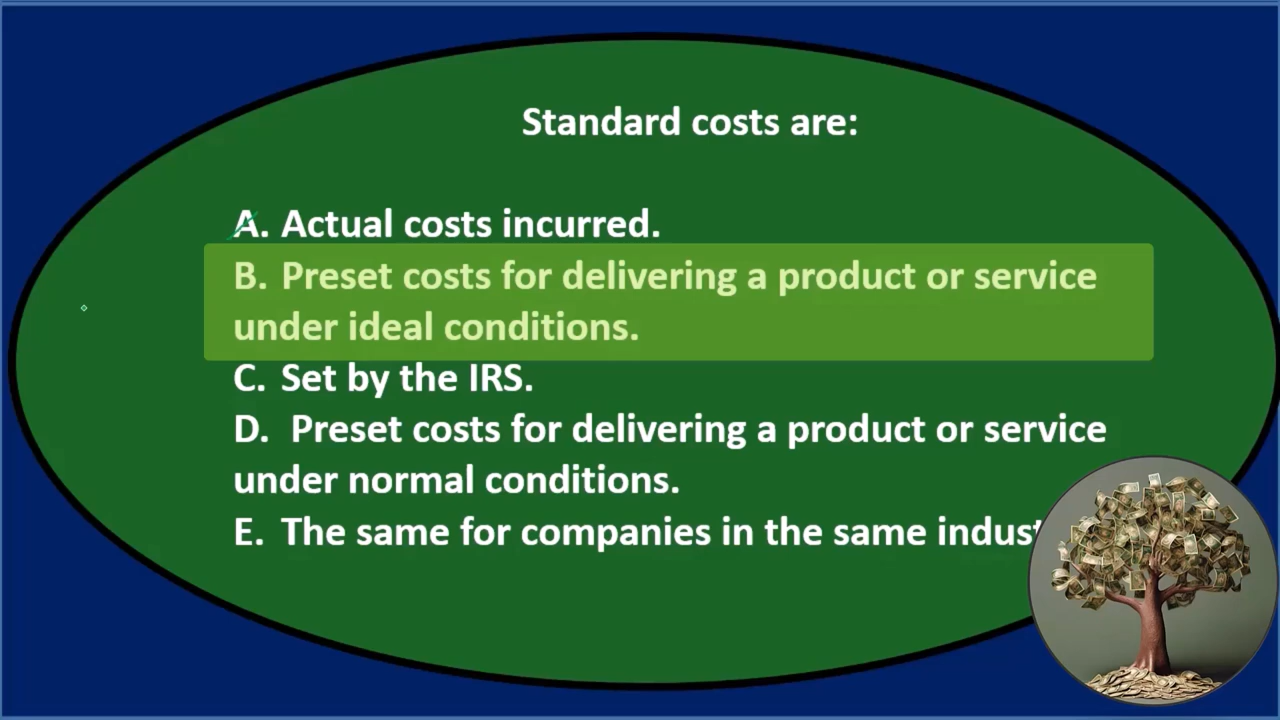 Standard costs are:
A. Actual costs incurred.
B. Preset costs for delivering a product or service
under ideal conditions.
C. Set by the IRS.
D. Preset costs for delivering a product or service
under normal conditions.
E. The same for companies in the same